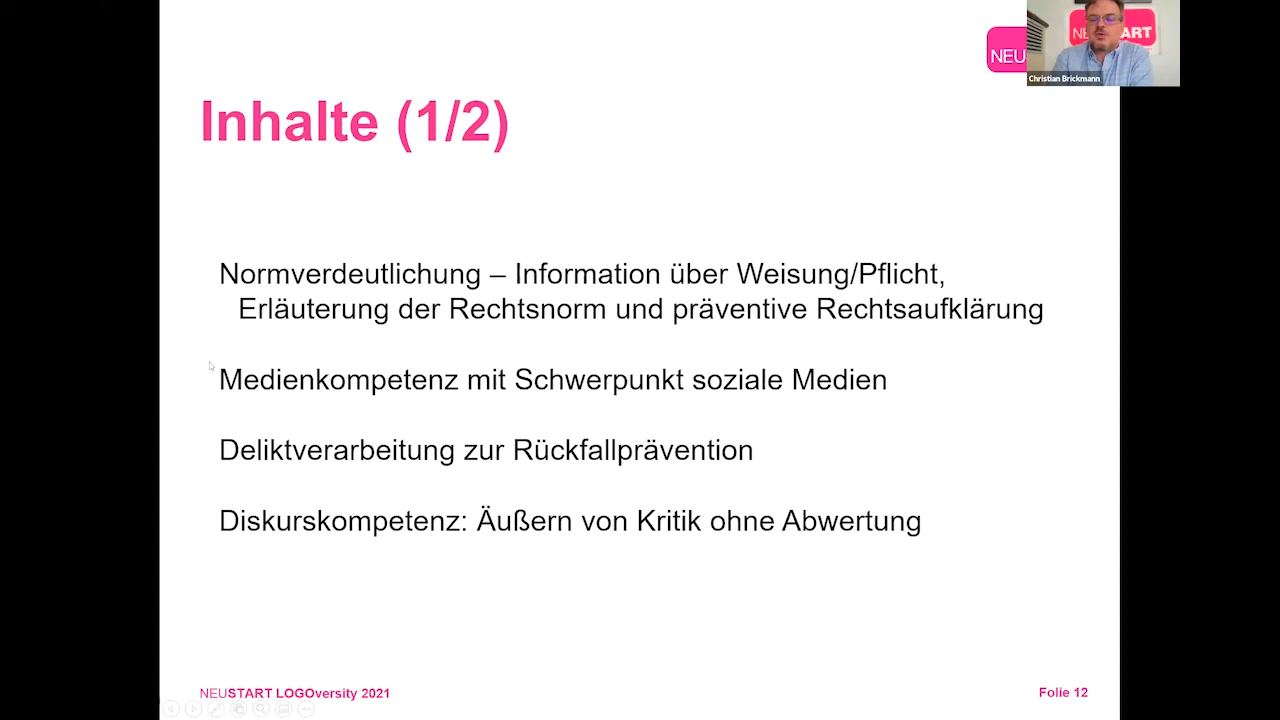 NEU
NEUSTART
Christian Brickmann
Inhalte (1/2)
Normverdeutlichung – Information über Weisung/Pflicht,
Erläuterung der Rechtsnorm und präventive Rechtsaufklärung
Medienkompetenz mit Schwerpunkt soziale Medien
Deliktverarbeitung zur Rückfallprävention
Diskurskompetenz: Äußern von Kritik ohne Abwertung
NEUSTART LOGOversity 2021
Folie 12